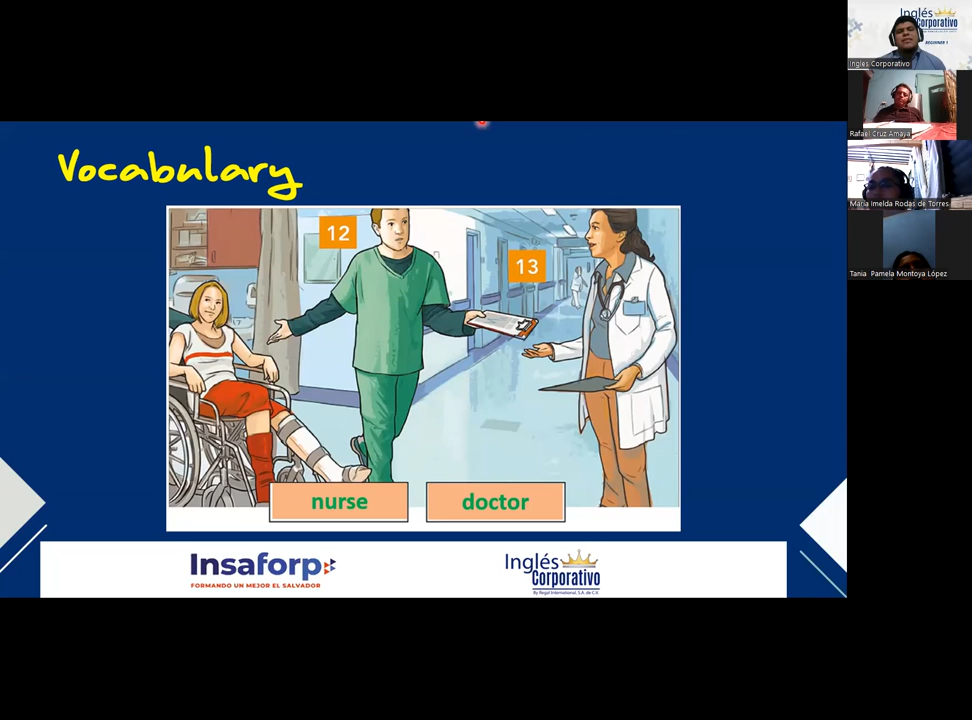 Vocabulary
12
13
nurse
doctor
Insaforp
FORMANDO UN MEJOR EL SALVADOR
Inglés
Corporativo
By Regal International, S.A. de C.V.
Inglés
Corporativo
BEGINNER 1
Ingles Corporativo
Rafael Cruz Amaya
Maria Imelda Rodas de Torres
Tania Pamela Montoya López